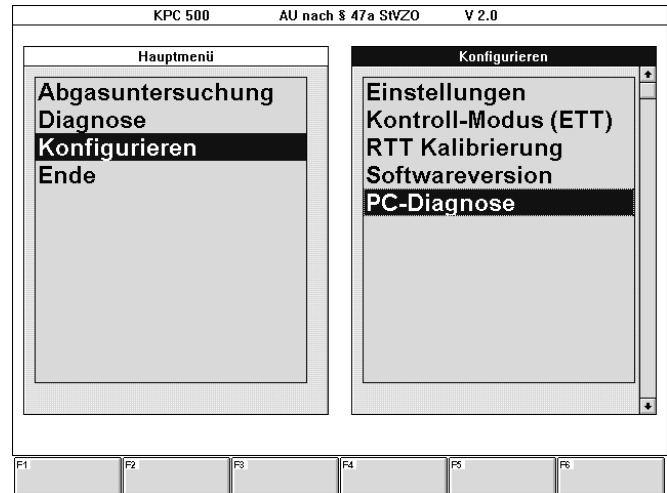 KPC 500 AU nach § 47a StVZO V 2.0
Hauptmenü
Abgasuntersuchung
Diagnose
Konfigurieren
Ende
Konfigurieren
Einstellungen
Kontroll-Modus (ETT)
RTT Kalibrierung
Softwareversion
PC-Diagnose
F1 F2 F3 F4 F5 F6